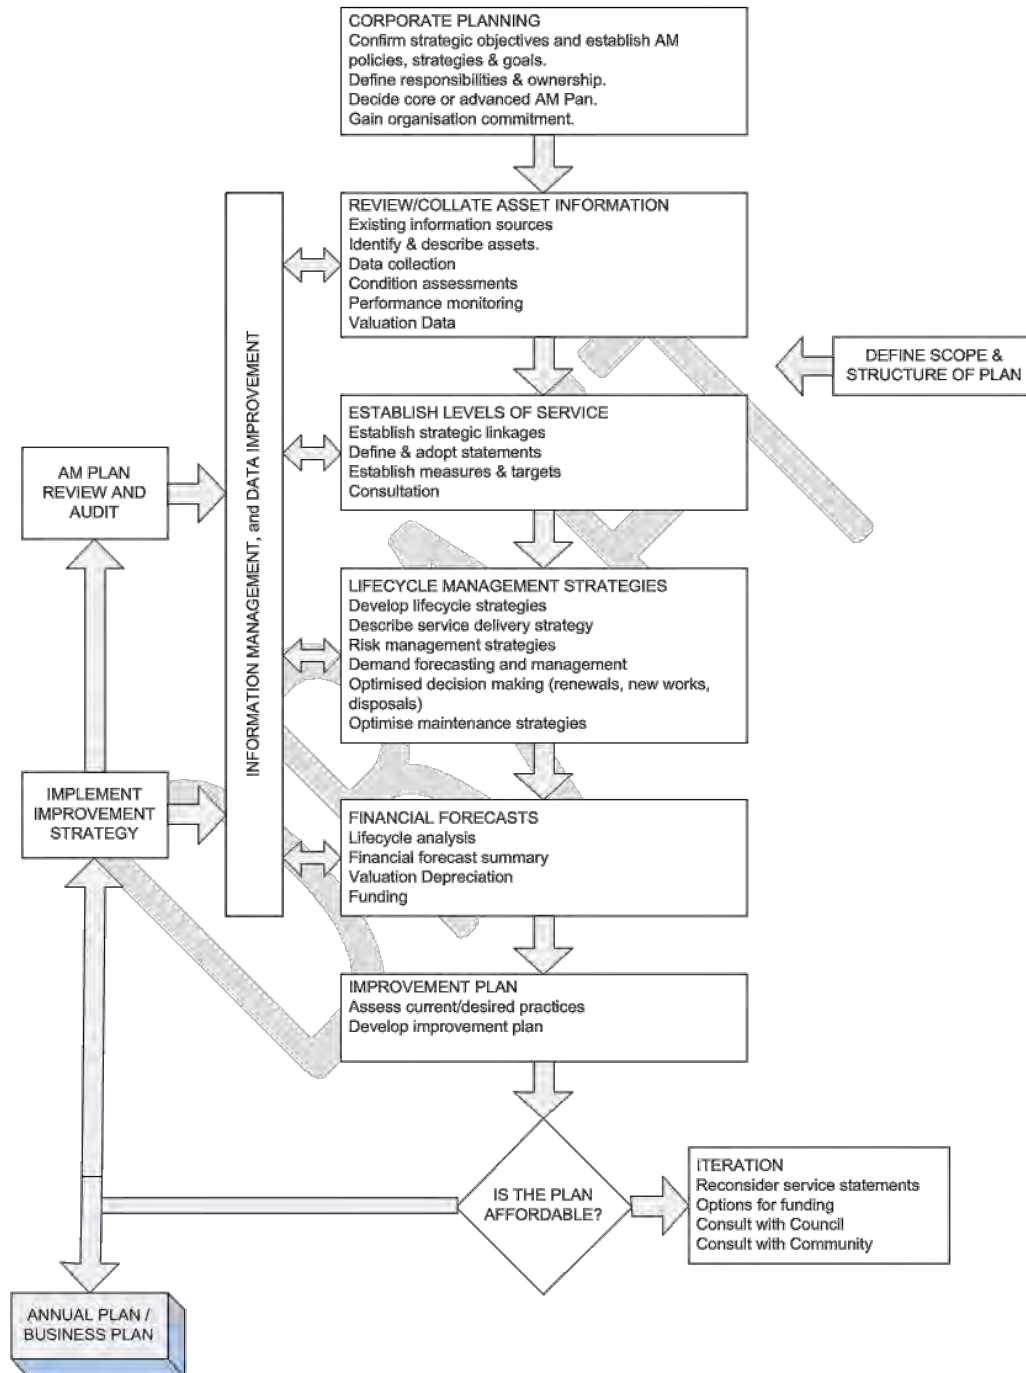 CORPORATE PLANNING
Confirm strategic objectives and establish AM
policies, strategies & goals.
Define responsibilities & ownership.
Decide core or advanced AM Pan.
Gain organisation commitment.
REVIEW/COLLATE ASSET INFORMATION
Existing information sources
Identify & describe assets.
Data collection
Condition assessments
Performance monitoring
Valuation Data
DEFINE SCOPE &
STRUCTURE OF PLAN
ESTABLISH LEVELS OF SERVICE
Establish strategic linkages
Define & adopt statements
Establish measures & targets
Consultation
AM PLAN
REVIEW AND
AUDIT
INFORMATION MANAGEMENT, and DATA IMPROVEMENT
LIFECYCLE MANAGEMENT STRATEGIES
Develop lifecycle strategies
Describe service delivery strategy
Risk management strategies
Demand forecasting and management
Optimised decision making (renewals, new works,
disposals)
Optimise maintenance strategies
IMPLEMENT
IMPROVEMENT
STRATEGY
FINANCIAL FORECASTS
Lifecycle analysis
Financial forecast summary
Valuation Depreciation
Funding
IMPROVEMENT PLAN
Assess current/desired practices
Develop improvement plan
IS THE PLAN
AFFORDABLE?
ITERATION
Reconsider service statements
Options for funding
Consult with Council
Consult with Community
ANNUAL PLAN /
BUSINESS PLAN